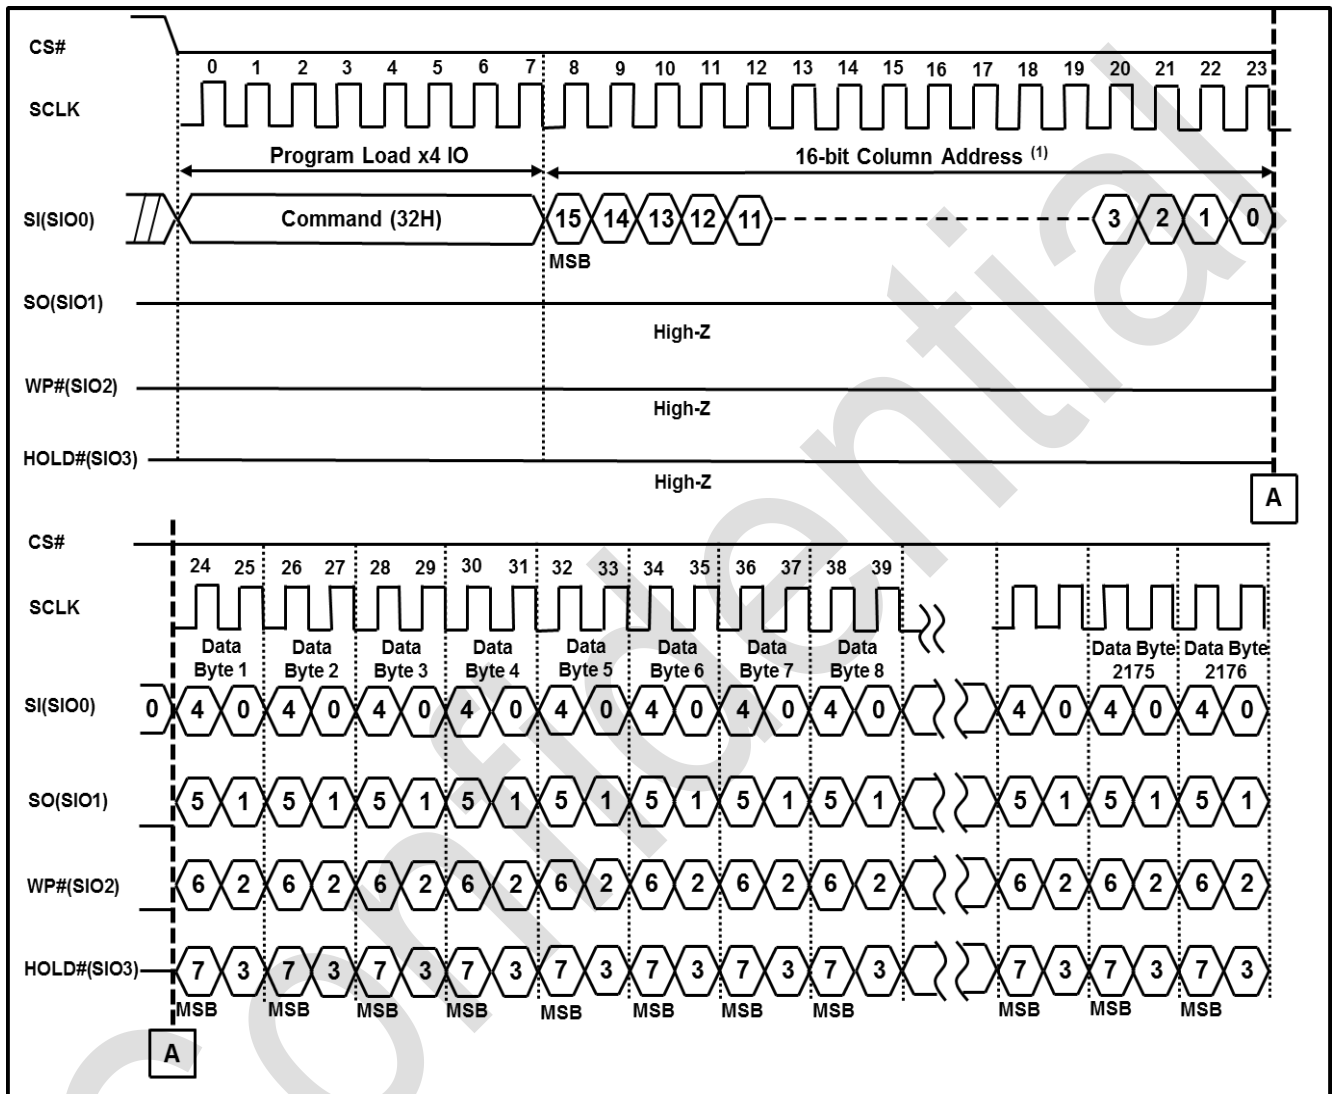 CS#
0 1 2 3 4 5 6 7 8 9 10 11 12 13 14 15 16 17 18 19 20 21 22 23
SCLK
Program Load x4 IO 16-bit Column Address (1)
SI(SIO0) Command (32H) 15 14 13 12 11 3 2 1 0
MSB
SO(SIO1)
High-Z
WP#(SIO2)
High-Z
HOLD#(SIO3)
High-Z
A
CS#
24 25 26 27 28 29 30 31 32 33 34 35 36 37 38 39
SCLK
Data Data Data Data Data Data Data Data Data Byte Data Byte
Byte 1 Byte 2 Byte 3 Byte 4 Byte 5 Byte 6 Byte 7 Byte 8 2175 2176
SI(SIO0) 0 4 0 4 0 4 0 4 0 4 0 4 0 4 0 4 0 4 0 4 0 4 0
SO(SIO1) 5 1 5 1 5 1 5 1 5 1 5 1 5 1 5 1 5 1 5 1 5 1
WP#(SIO2) 6 2 6 2 6 2 6 2 6 2 6 2 6 2 6 2 6 2 6 2 6 2
HOLD#(SIO3) 7 3 7 3 7 3 7 3 7 3 7 3 7 3 7 3 7 3 7 3 7 3
MSB MSB MSB MSB MSB MSB MSB MSB MSB MSB MSB
A
Confidential